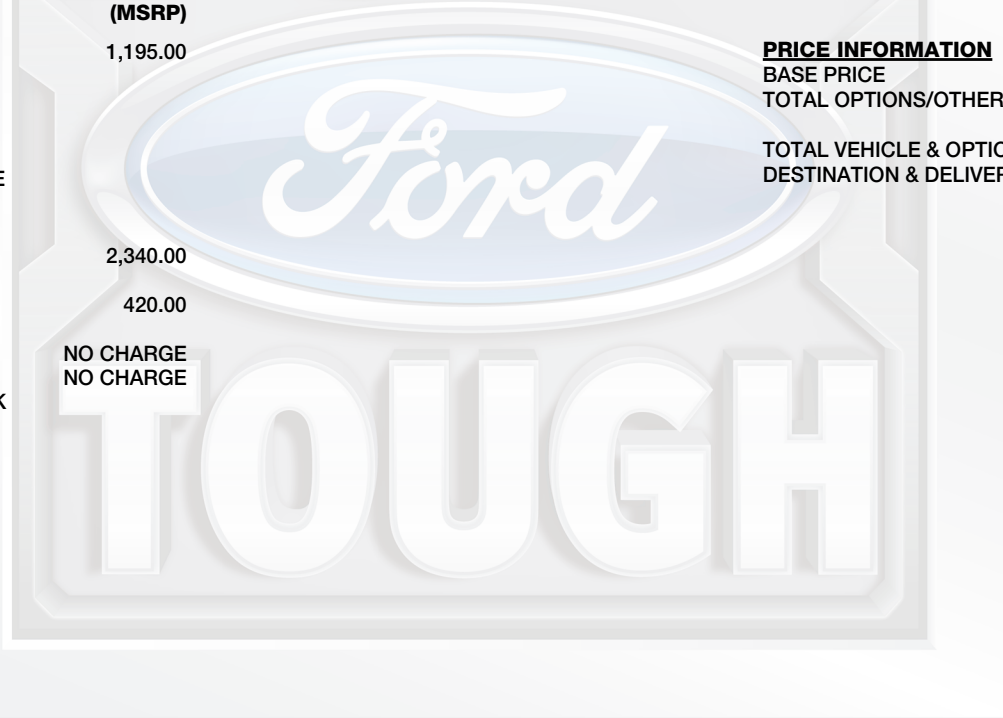 (MSRP)
1,195.00
2,340.00
420.00
NO CHARGE
NO CHARGE
PRICE INFORMATION
BASE PRICE
TOTAL OPTIONS/OTHER
TOTAL VEHICLE & OPTIO
DESTINATION & DELIVER
Ford
TOUGH